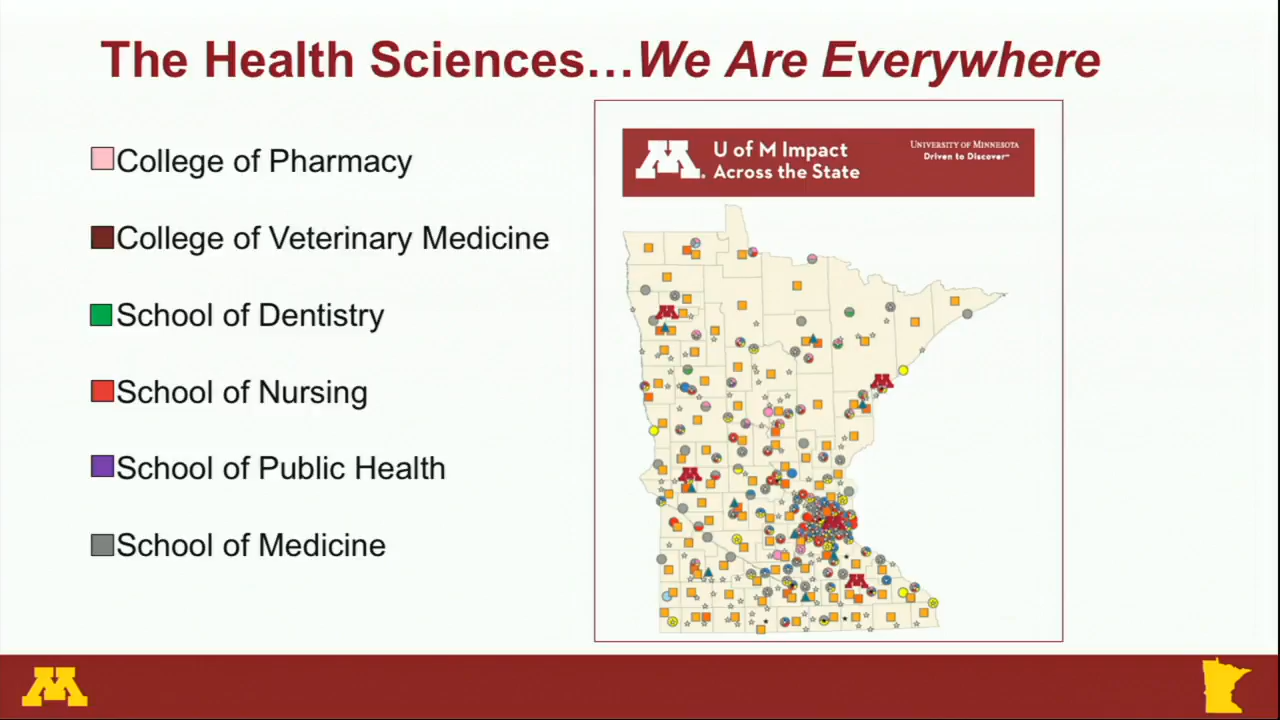 The Health Sciences…We Are Everywhere
College of Pharmacy
College of Veterinary Medicine
School of Dentistry
School of Nursing
School of Public Health
School of Medicine
M. U of M Impact
Across the State
UNIVERSITY OF MINNESOTA
Driven to Discover℠
M
M
M
M
M
M